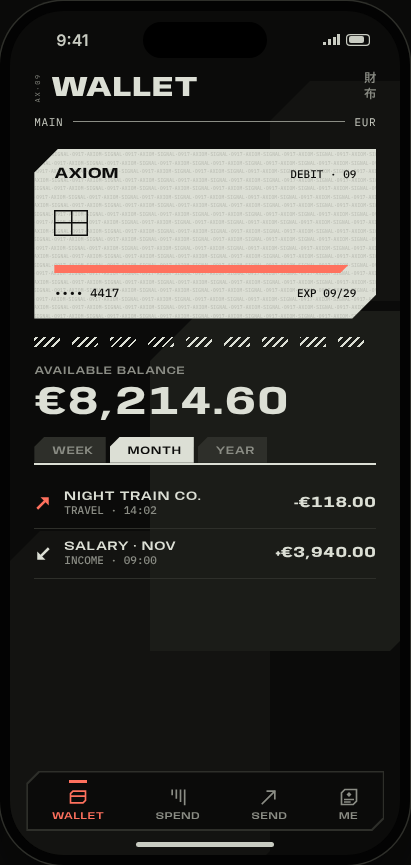 9:41
AX·09
WALLET
財布
MAIN
EUR
AXIOM
DEBIT · 09
•••• 4417
EXP 09/29
AVAILABLE BALANCE
€8,214.60
WEEK
MONTH
YEAR
NIGHT TRAIN CO.
-€118.00
TRAVEL · 14:02
SALARY · NOV
+€3,940.00
INCOME · 09:00
WALLET
SPEND
SEND
ME